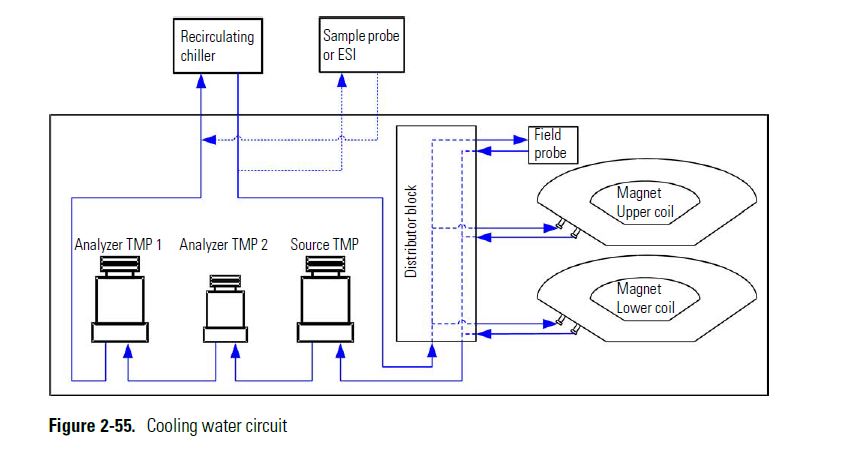 Recirculating
chiller
Sample probe
or ESI
Field
probe
Distributor block
Magnet
Upper coil
Analyzer TMP 1
Analyzer TMP 2
Source TMP
Magnet
Lower coil
Figure 2-55. Cooling water circuit